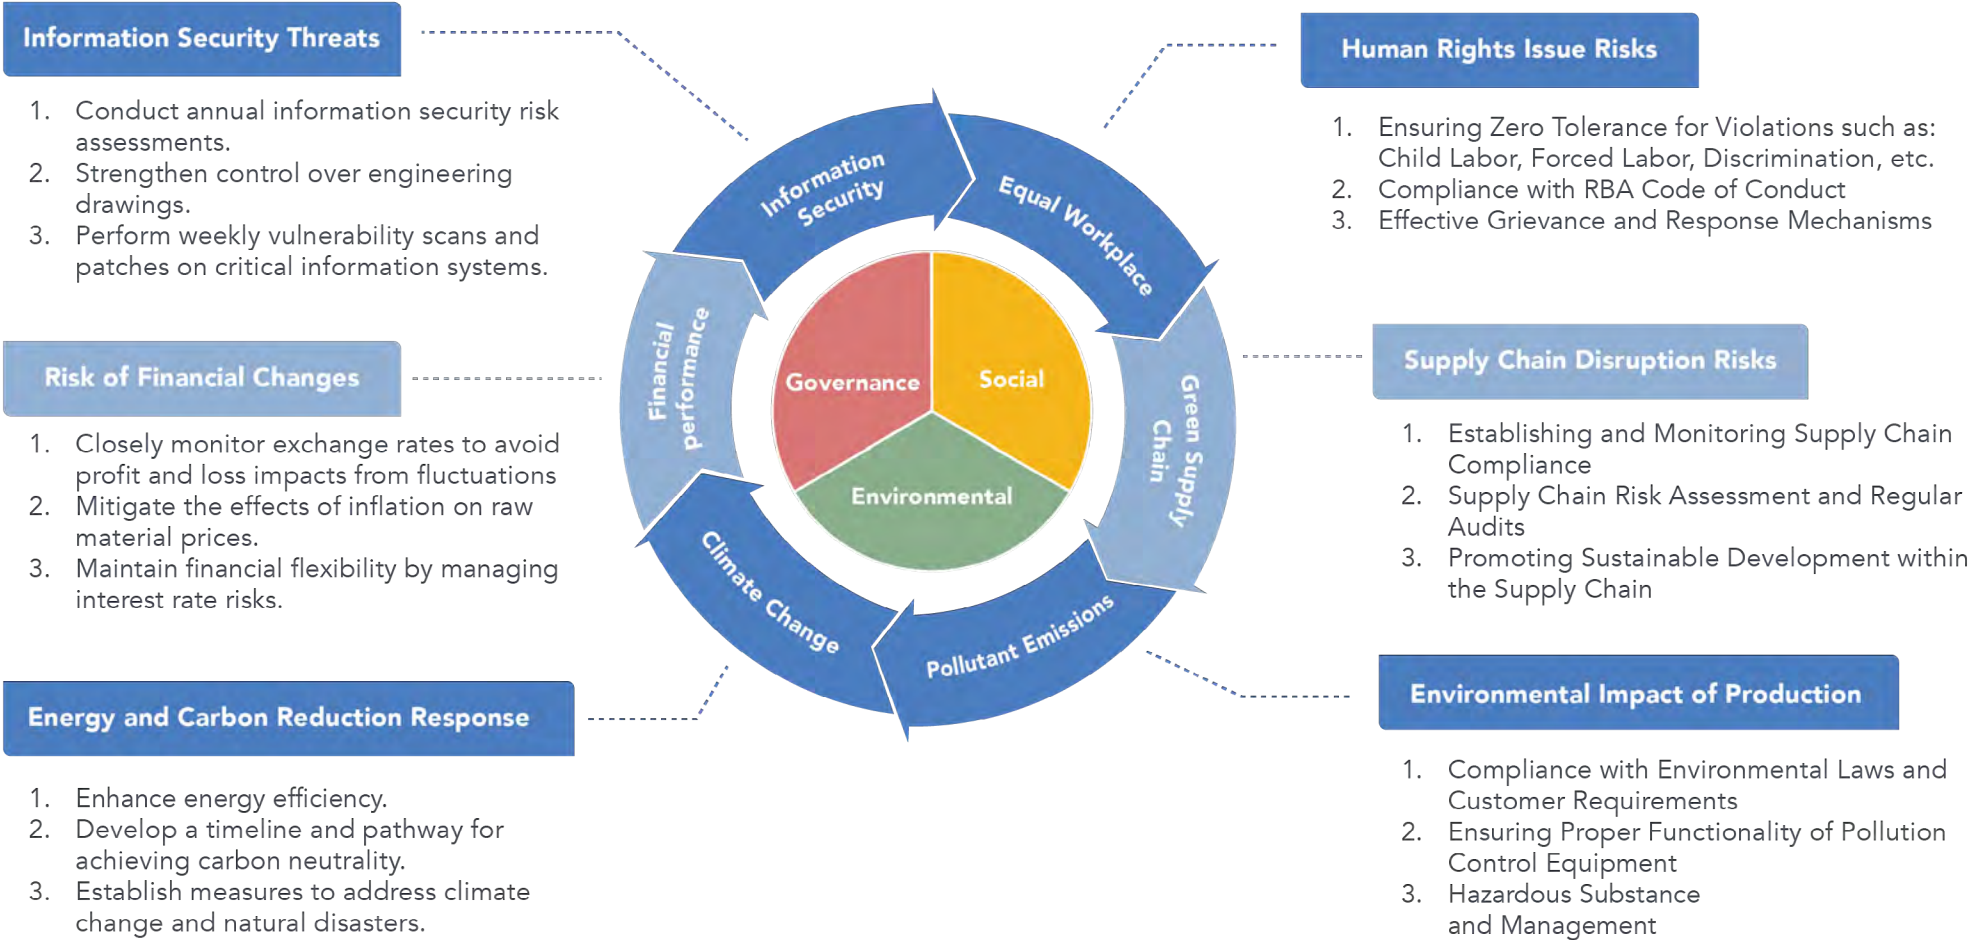 Information Security Threats
1. Conduct annual information security risk
assessments.
2. Strengthen control over engineering
drawings.
3. Perform weekly vulnerability scans and
patches on critical information systems.
Risk of Financial Changes
1. Closely monitor exchange rates to avoid
profit and loss impacts from fluctuations
2. Mitigate the effects of inflation on raw
material prices.
3. Maintain financial flexibility by managing
interest rate risks.
Energy and Carbon Reduction Response
1. Enhance energy efficiency.
2. Develop a timeline and pathway for
achieving carbon neutrality.
3. Establish measures to address climate
change and natural disasters.
Information
Security
Equal Workplace
Green Supply
Chain
Pollutant Emissions
Climate Change
Financial
performance
Governance
Social
Environmental
Human Rights Issue Risks
1. Ensuring Zero Tolerance for Violations such as:
Child Labor, Forced Labor, Discrimination, etc.
2. Compliance with RBA Code of Conduct
3. Effective Grievance and Response Mechanisms
Supply Chain Disruption Risks
1. Establishing and Monitoring Supply Chain
Compliance
2. Supply Chain Risk Assessment and Regular
Audits
3. Promoting Sustainable Development within
the Supply Chain
Environmental Impact of Production
1. Compliance with Environmental Laws and
Customer Requirements
2. Ensuring Proper Functionality of Pollution
Control Equipment
3. Hazardous Substance
and Management